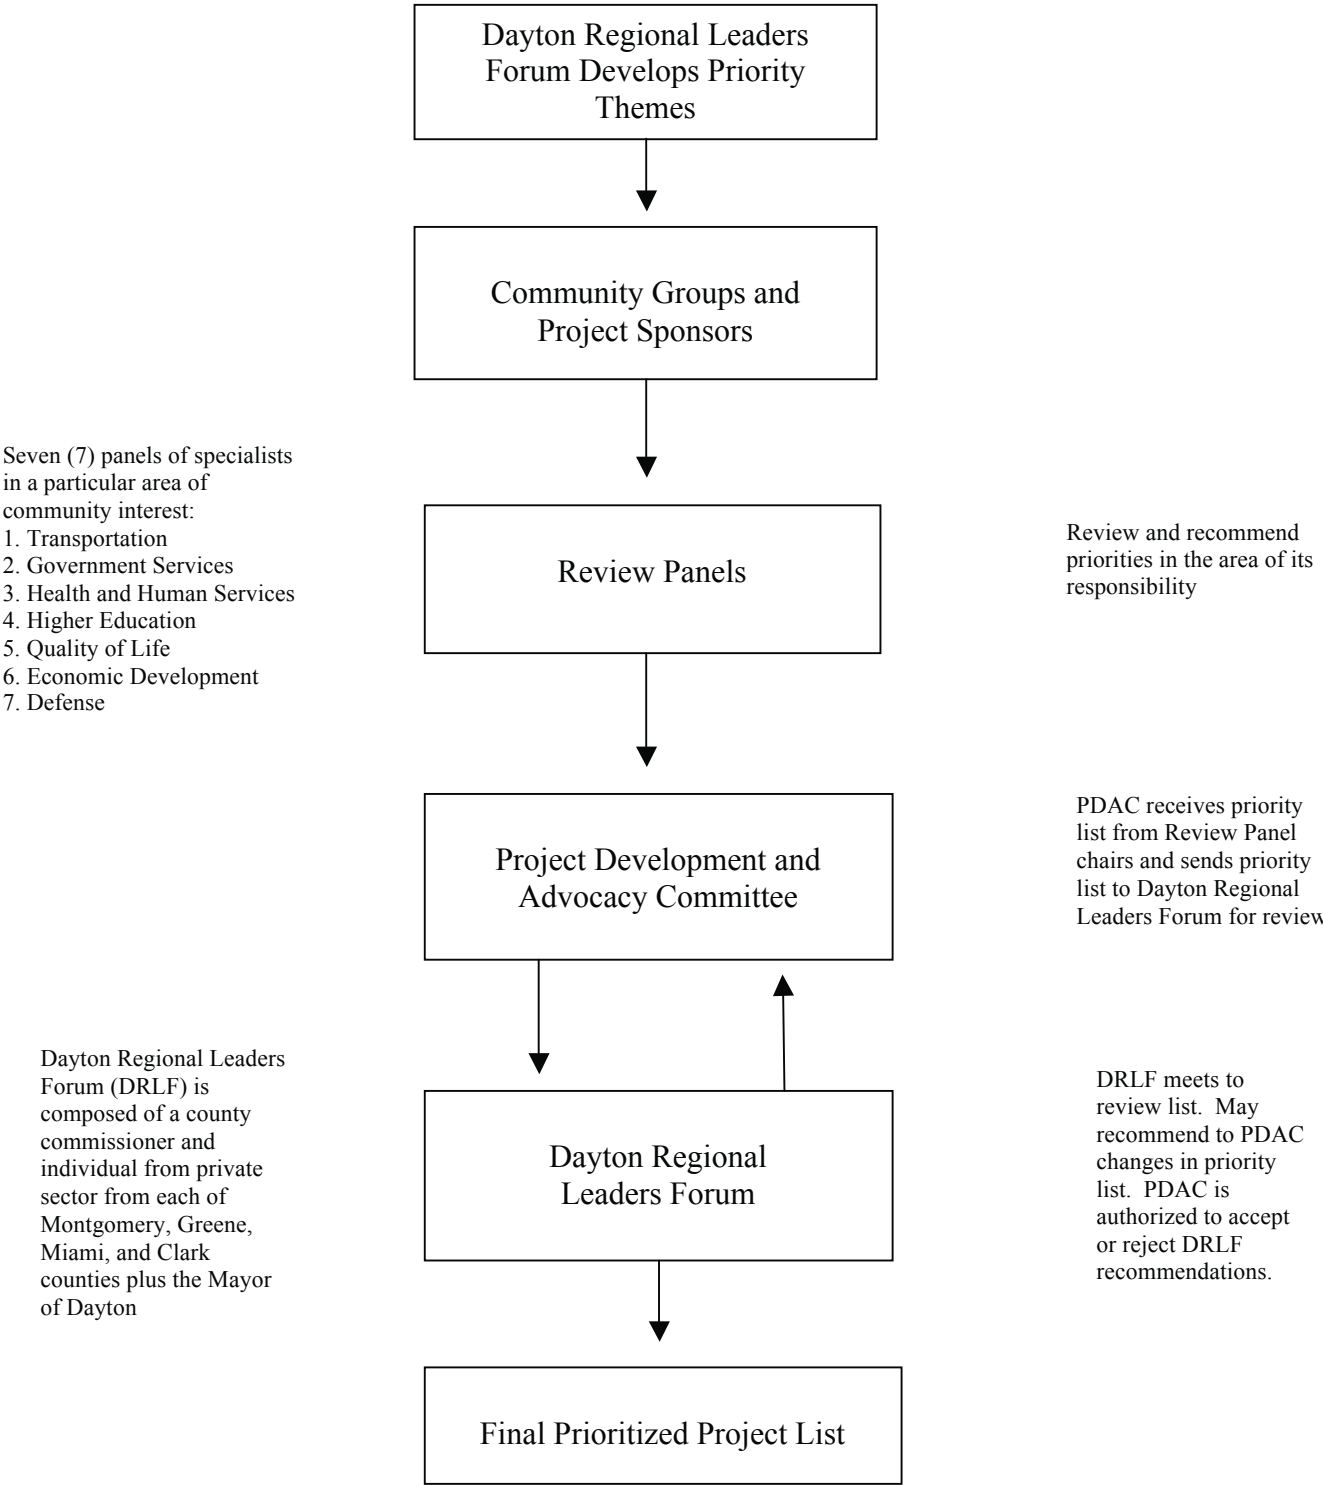 Dayton Regional Leaders
Forum Develops Priority
Themes
Community Groups and
Project Sponsors
Seven (7) panels of specialists
in a particular area of
community interest:
1. Transportation
2. Government Services
3. Health and Human Services
4. Higher Education
5. Quality of Life
6. Economic Development
7. Defense
Review Panels
Review and recommend
priorities in the area of its
responsibility
Project Development and
Advocacy Committee
PDAC receives priority
list from Review Panel
chairs and sends priority
list to Dayton Regional
Leaders Forum for review
Dayton Regional Leaders
Forum (DRLF) is
composed of a county
commissioner and
individual from private
sector from each of
Montgomery, Greene,
Miami, and Clark
counties plus the Mayor
of Dayton
Dayton Regional
Leaders Forum
DRLF meets to
review list.  May
recommend to PDAC
changes in priority
list.  PDAC is
authorized to accept
or reject DRLF
recommendations.
Final Prioritized Project List